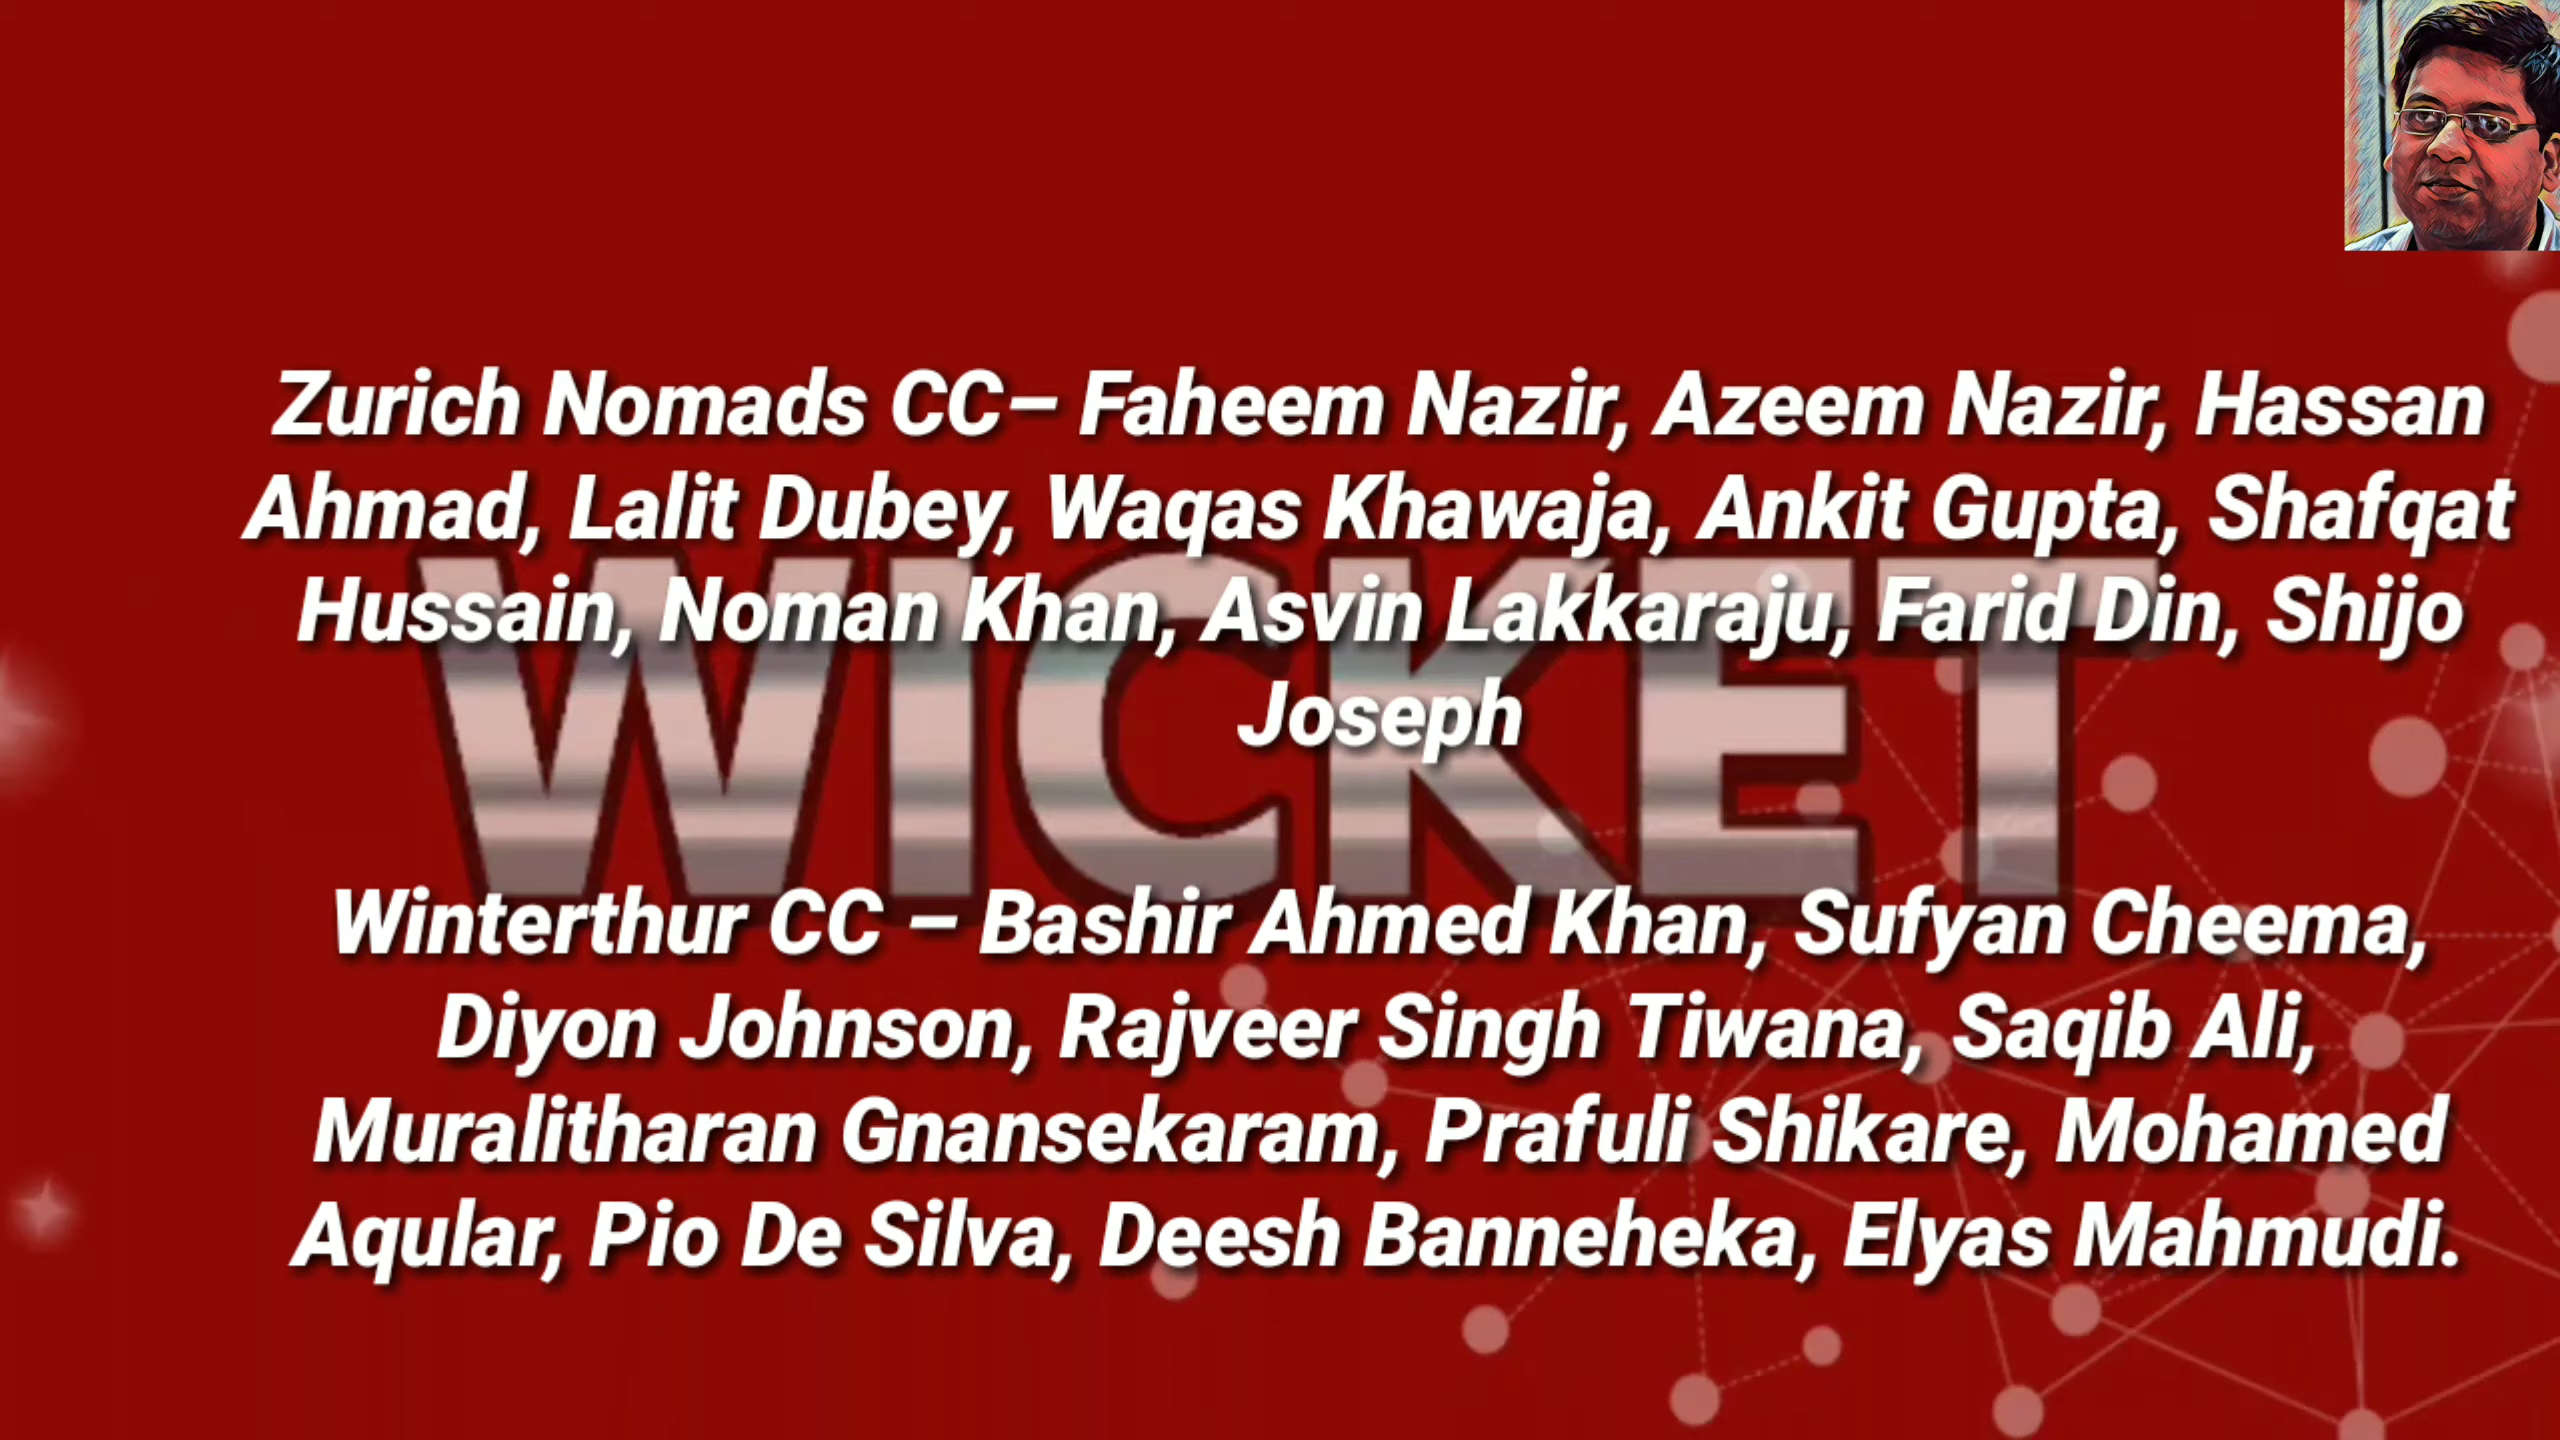 Zurich Nomads CC– Faheem Nazir, Azeem Nazir, Hassan
Ahmad, Lalit Dubey, Waqas Khawaja, Ankit Gupta, Shafqat
Hussain, Noman Khan, Asvin Lakkaraju, Farid Din, Shijo
Joseph
WICKET
Winterthur CC – Bashir Ahmed Khan, Sufyan Cheema,
Diyon Johnson, Rajveer Singh Tiwana, Saqib Ali,
Muralitharan Gnansekaram, Prafuli Shikare, Mohamed
Aqular, Pio De Silva, Deesh Banneheka, Elyas Mahmudi.